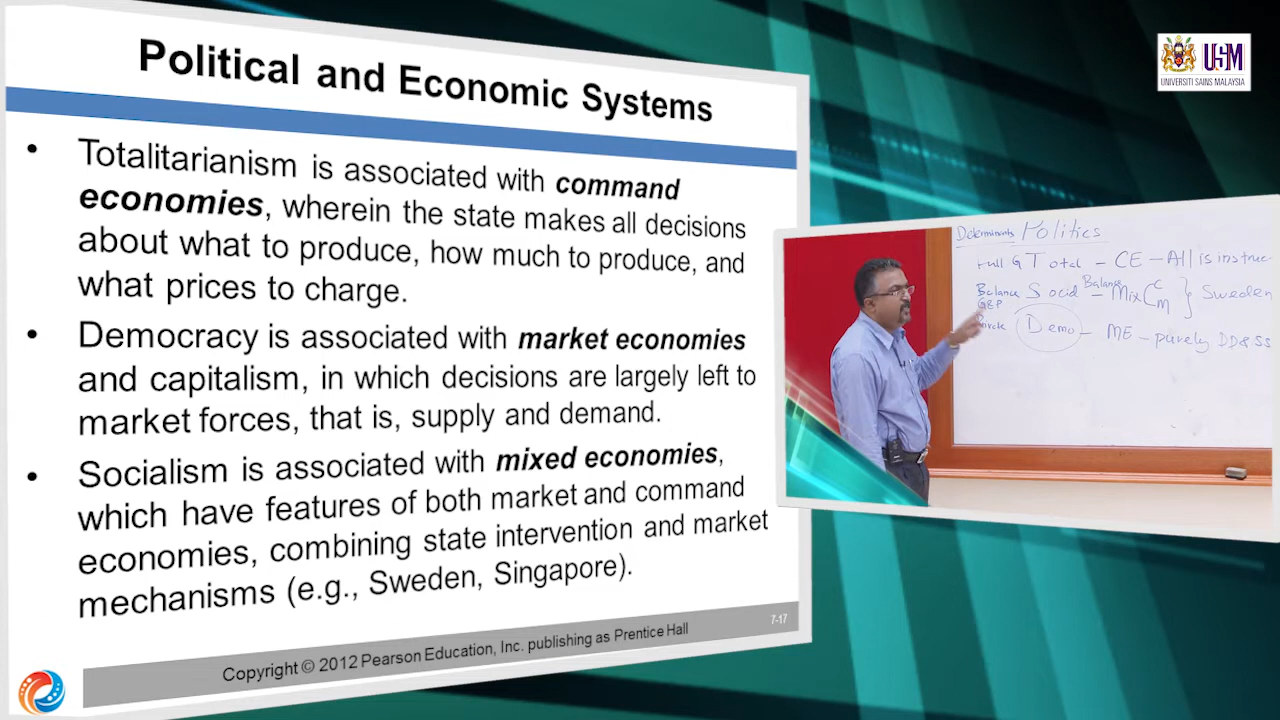 Political and Economic Systems
• Totalitarianism is associated with command
economies, wherein the state makes all decisions
about what to produce, how much to produce, and
what prices to charge.
• Democracy is associated with market economies
and capitalism, in which decisions are largely left to
market forces, that is, supply and demand.
• Socialism is associated with mixed economies,
which have features of both market and command
economies, combining state intervention and market
mechanisms (e.g., Sweden, Singapore).
7-17
Copyright © 2012 Pearson Education, Inc. publishing as Prentice Hall
USM
UNIVERSITI SAINS MALAYSIA
Determinants Politics
Full G Total – CE – All is instruc
Balance Socid – Balance Mix C M } Sweden
G&P
Demo – ME – purely DD & SS